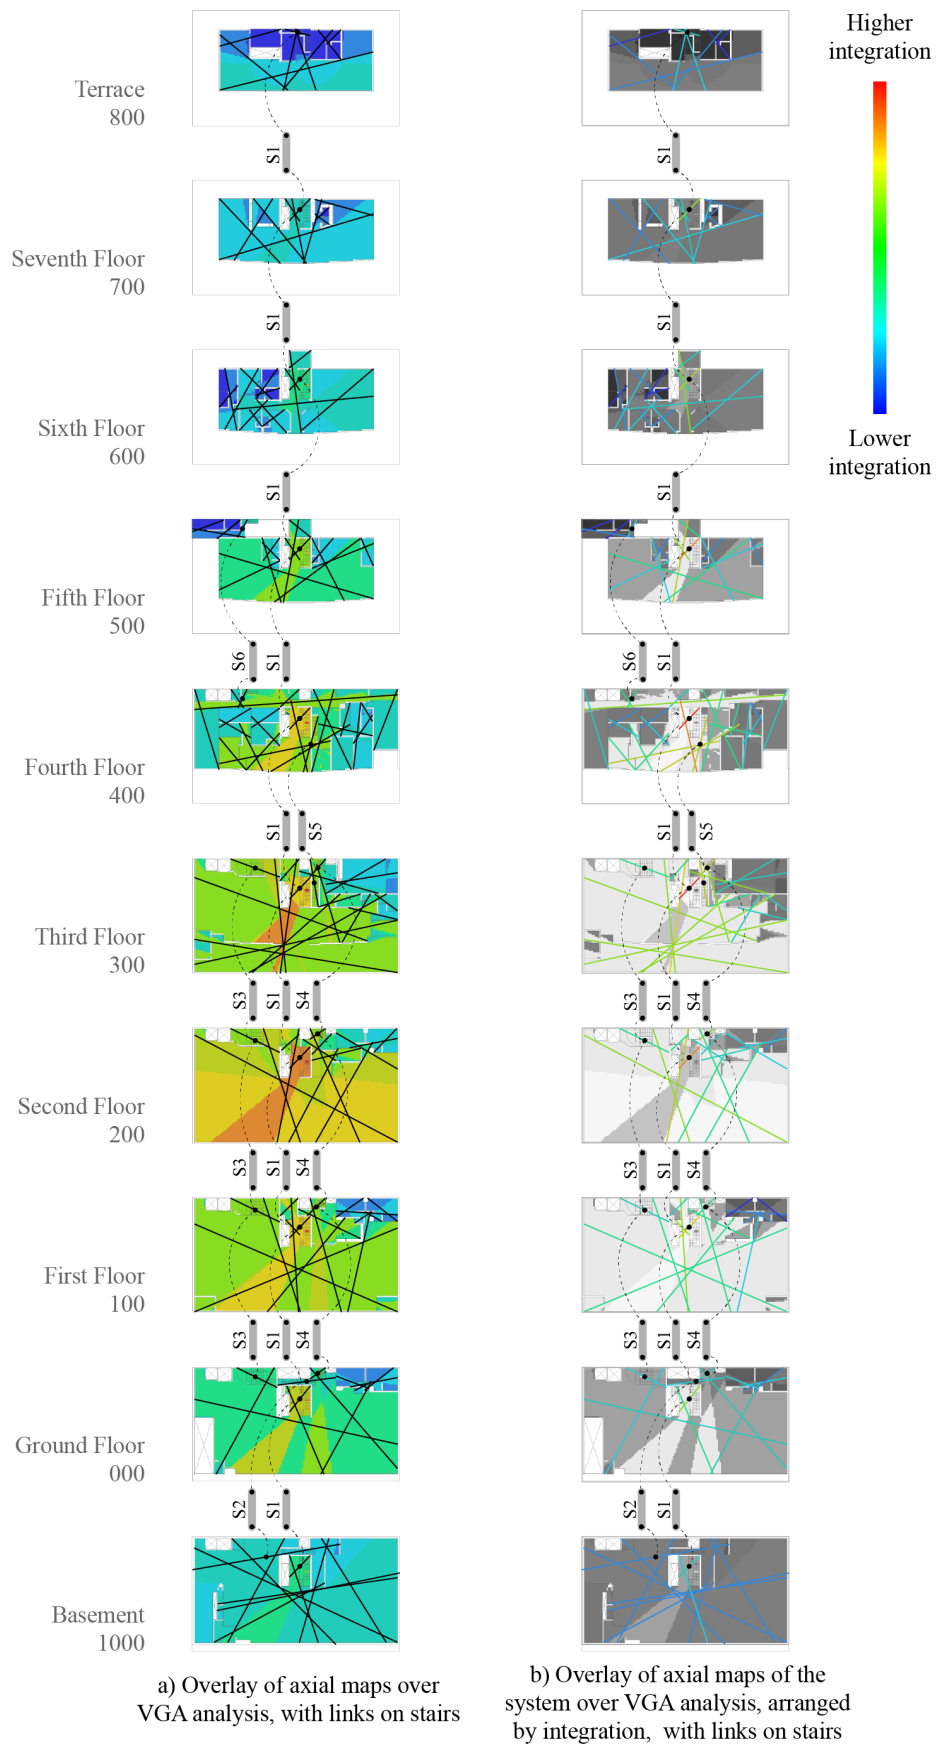 Higher
integration
Terrace
800
S1
S1
Seventh Floor
700
S1
S1
Sixth Floor
600
Lower
integration
S1
S1
Fifth Floor
500
S6 S1
S6 S1
Fourth Floor
400
S1 S5
S1 S5
Third Floor
300
S3 S1 S4
S3 S1 S4
Second Floor
200
S3 S1 S4
S3 S1 S4
First Floor
100
S3 S1 S4
S3 S1 S4
Ground Floor
000
S2 S1
S2 S1
Basement
1000
a) Overlay of axial maps over
VGA analysis, with links on stairs
b) Overlay of axial maps of the
system over VGA analysis, arranged
by integration, with links on stairs